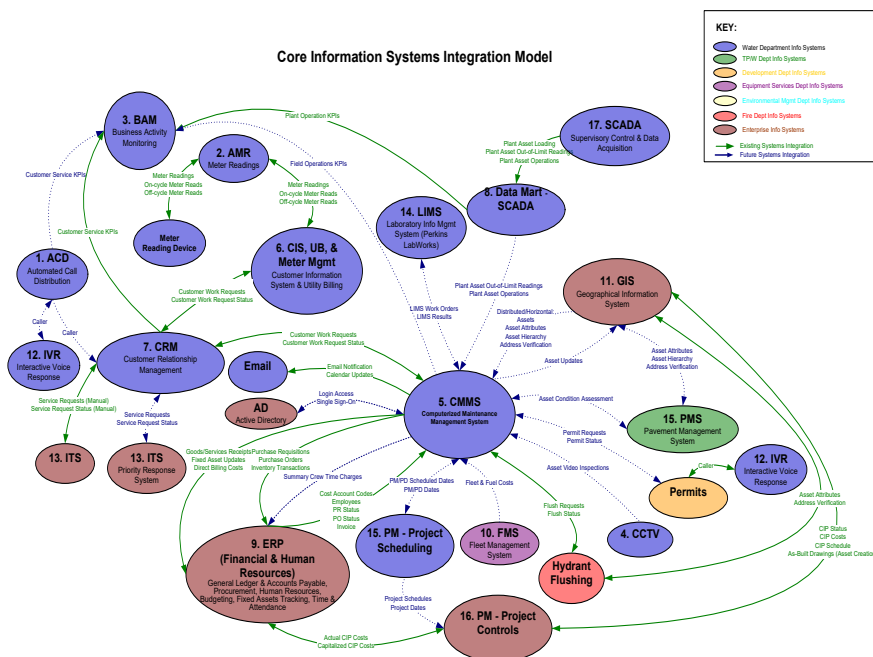 KEY:
Water Department Info Systems
TP/W Dept Info Systems
Development Dept Info Systems
Equipment Services Dept Info Systems
Environmental Mgmt Dept Info Systems
Fire Dept Info Systems
Enterprise Info Systems
Existing Systems Integration
Future Systems Integration
Core Information Systems Integration Model
3. BAM
Business Activity
Monitoring
Plant Operation KPIs
17. SCADA
Supervisory Control & Data
Acquisition
Plant Asset Loading
Plant Asset Out-of-Limit Readings
Plant Asset Operations
2. AMR
Meter Readings
Field Operations KPIs
Customer Service KPIs
Meter Readings
On-cycle Meter Reads
Off-cycle Meter Reads
Meter Readings
On-cycle Meter Reads
Off-cycle Meter Reads
8. Data Mart -
SCADA
14. LIMS
Laboratory Info Mgmt
System (Perkins
LabWorks)
Customer Service KPIs
Meter
Reading Device
6. CIS, UB, &
Meter Mgmt
Customer Information
System & Utility Billing
1. ACD
Automated Call
Distribution
11. GIS
Geographical Information
System
Customer Work Requests
Customer Work Request Status
Plant Asset Out-of-Limit Readings
Plant Asset Operations
LIMS Work Orders
LIMS Results
Distributed/Horizontal
Assets
Asset Attributes
Asset Hierarchy
Address Verification
Caller
Caller
12. IVR
Interactive Voice
Response
7. CRM
Customer Relationship
Management
Customer Work Requests
Customer Work Request Status
Asset Updates
Asset Attributes
Asset Hierarchy
Address Verification
Email
Email Notification
Calendar Updates
Service Requests (Manual)
Service Request Status (Manual)
Service Requests
Service Request Status
AD
Active Directory
Login Access
Single Sign-On
5. CMMS
Computerized Maintenance
Management System
Asset Condition Assessment
15. PMS
Pavement Management
System
Permit Requests
Permit Status
13. ITS
13. ITS
Priority Response
System
Goods/Services Receipts
Fixed Asset Updates
Direct Billing Costs
Purchase Requisitions
Purchase Orders
Inventory Transactions
Summary Crew Time Charges
Asset Video Inspections
Caller
12. IVR
Interactive Voice
Response
Permits
PM/PD Scheduled Dates
PM/PD Dates
Fleet & Fuel Costs
Cost Account Codes
Employees
PR Status
PO Status
Invoice
Flush Requests
Flush Status
Asset Attributes
Address Verification
CIP Status
CIP Costs
CIP Schedule
As-Built Drawings (Asset Creation
9. ERP
(Financial & Human
Resources)
General Ledger & Accounts Payable,
Procurement, Human Resources,
Budgeting, Fixed Assets Tracking, Time &
Attendance
15. PM - Project
Scheduling
10. FMS
Fleet Management
System
4. CCTV
Hydrant
Flushing
Project Schedules
Project Dates
16. PM - Project
Controls
Actual CIP Costs
Capitalized CIP Costs